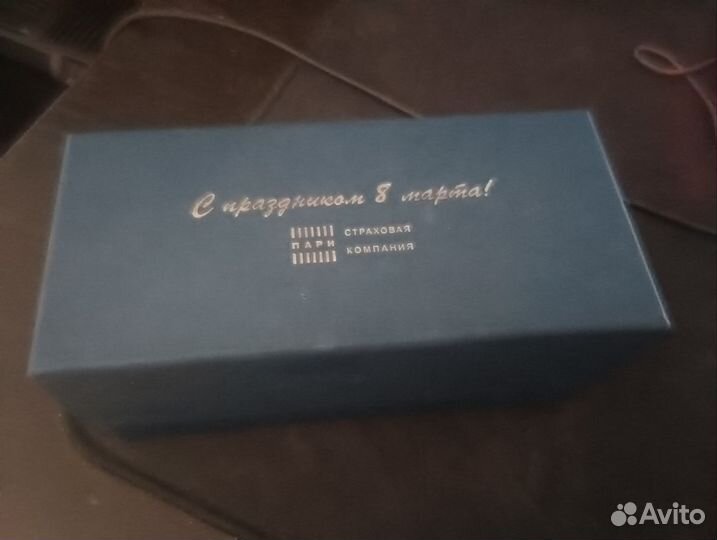 С праздником 8 марта!
ПАРИ
СТРАХОВАЯ
КОМПАНИЯ
Avito